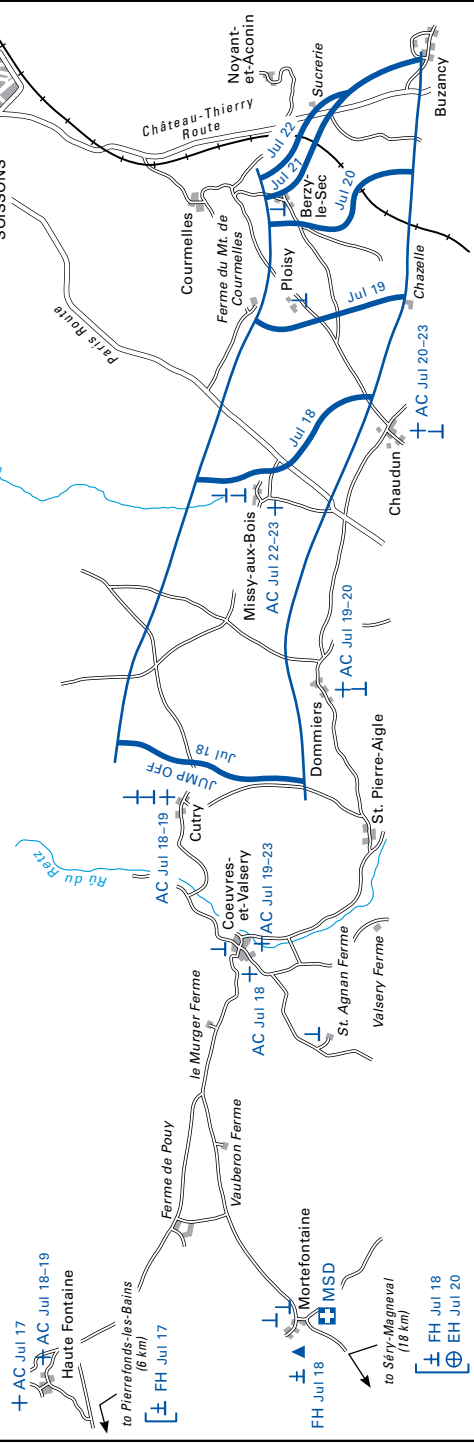 SOISSONS
Noyant-
et-Aconin
Sucrerie
Château-Thierry
Route
Buzancy
Jul 22
Jul 21
Berzy-
le-Sec
Jul 20
Courmelles
Ferme du Mt. de
Courmelles
Ploisy
Jul 19
Chazelle
Paris Route
Jul 18
AC Jul 20–23
Chaudun
Missy-aux-Bois
AC Jul 22–23
AC Jul 19–20
Dommiers
Jul 18
JUMP OFF
St. Pierre-Aigle
Cutry
AC Jul 18–19
Rû du Retz
Coeuvres-
et-Valsery
AC Jul 19–23
AC Jul 18
St. Agnan Ferme
Valsery Ferme
le Murger Ferme
Ferme de Pouy
Vauberon Ferme
Mortefontaine
MSD
FH Jul 18
to Séry-Magneval
(18 km)
FH Jul 18
EH Jul 20
AC Jul 17
AC Jul 18–19
Haute Fontaine
to Pierrefonds-les-Bains
(6 km)
FH Jul 17